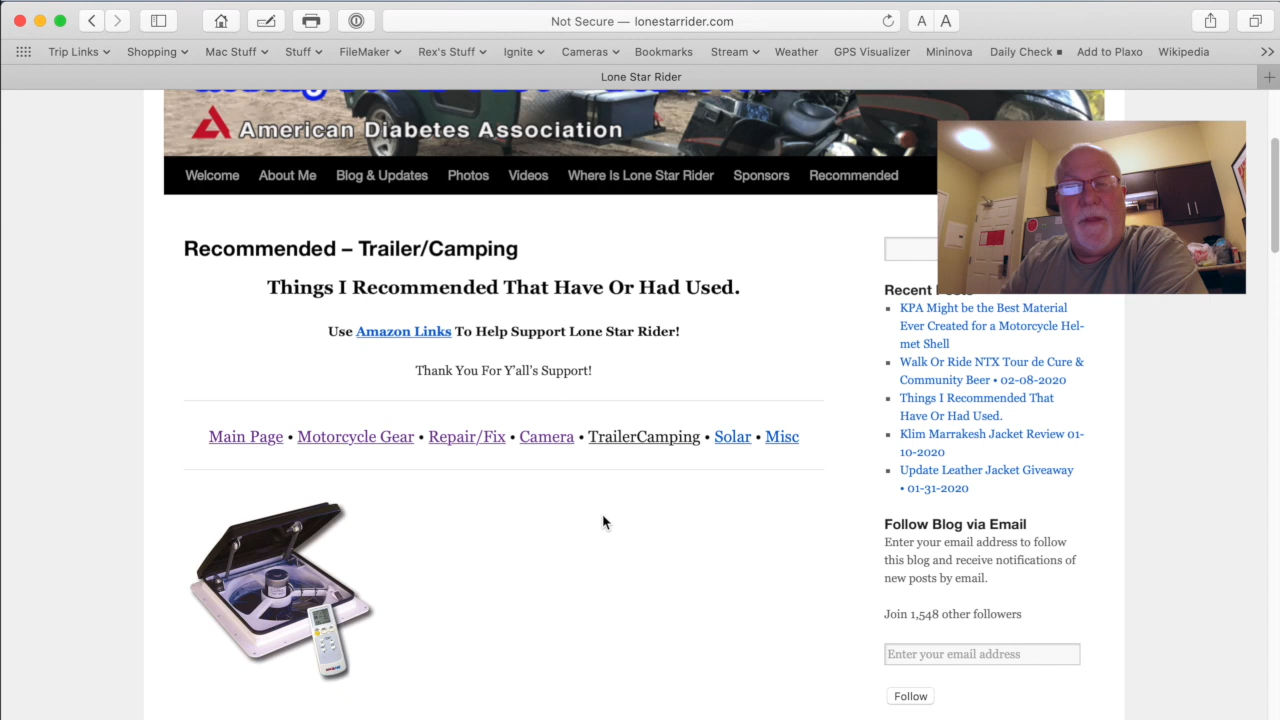 Not Secure — lonestarrider.com
A A
Trip Links Shopping Mac Stuff Stuff FileMaker Rex's Stuff Ignite Cameras Bookmarks Stream Weather GPS Visualizer Mininova Daily Check ■ Add to Plaxo Wikipedia >>
Lone Star Rider
American Diabetes Association
Welcome About Me Blog & Updates Photos Videos Where Is Lone Star Rider Sponsors Recommended
Recommended – Trailer/Camping
Things I Recommended That Have Or Had Used.
Use Amazon Links To Help Support Lone Star Rider!
Thank You For Y'all's Support!
Main Page • Motorcycle Gear • Repair/Fix • Camera • TrailerCamping • Solar • Misc
Recent
KPA Might be the Best Material
Ever Created for a Motorcycle Hel-
met Shell
Walk Or Ride NTX Tour de Cure &
Community Beer • 02-08-2020
Things I Recommended That
Have Or Had Used.
Klim Marrakesh Jacket Review 01-
10-2020
Update Leather Jacket Giveaway
• 01-31-2020
Follow Blog via Email
Enter your email address to follow
this blog and receive notifications of
new posts by email.
Join 1,548 other followers
Enter your email address
Follow